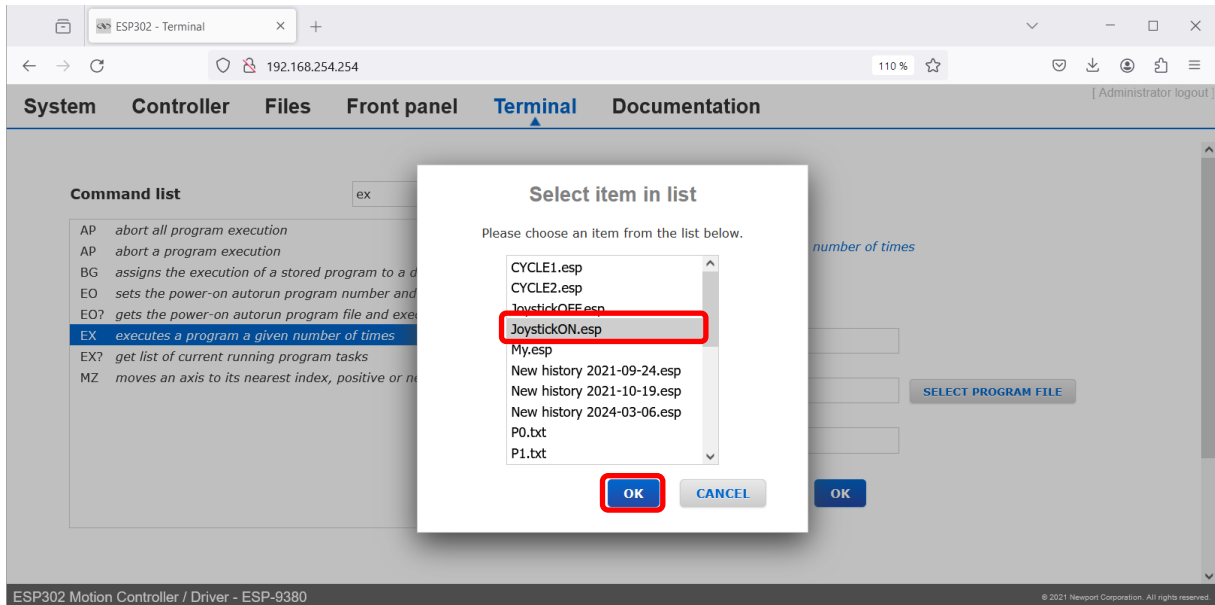 ESP302 - Terminal
192.168.254.254
110 %
System Controller Files Front panel Terminal Documentation
[ Administrator logout ]
Command list
ex
AP abort all program execution
AP abort a program execution
BG assigns the execution of a stored program to a d
EO sets the power-on autorun program number and
EO? gets the power-on autorun program file and exe
EX executes a program a given number of times
EX? get list of current running program tasks
MZ moves an axis to its nearest index, positive or ne
Select item in list
Please choose an item from the list below.
CYCLE1.esp
CYCLE2.esp
JoystickOFF.esp
JoystickON.esp
My.esp
New history 2021-09-24.esp
New history 2021-10-19.esp
New history 2024-03-06.esp
P0.txt
P1.txt
OK
CANCEL
number of times
SELECT PROGRAM FILE
OK
ESP302 Motion Controller / Driver - ESP-9380
© 2021 Newport Corporation. All rights reserved.